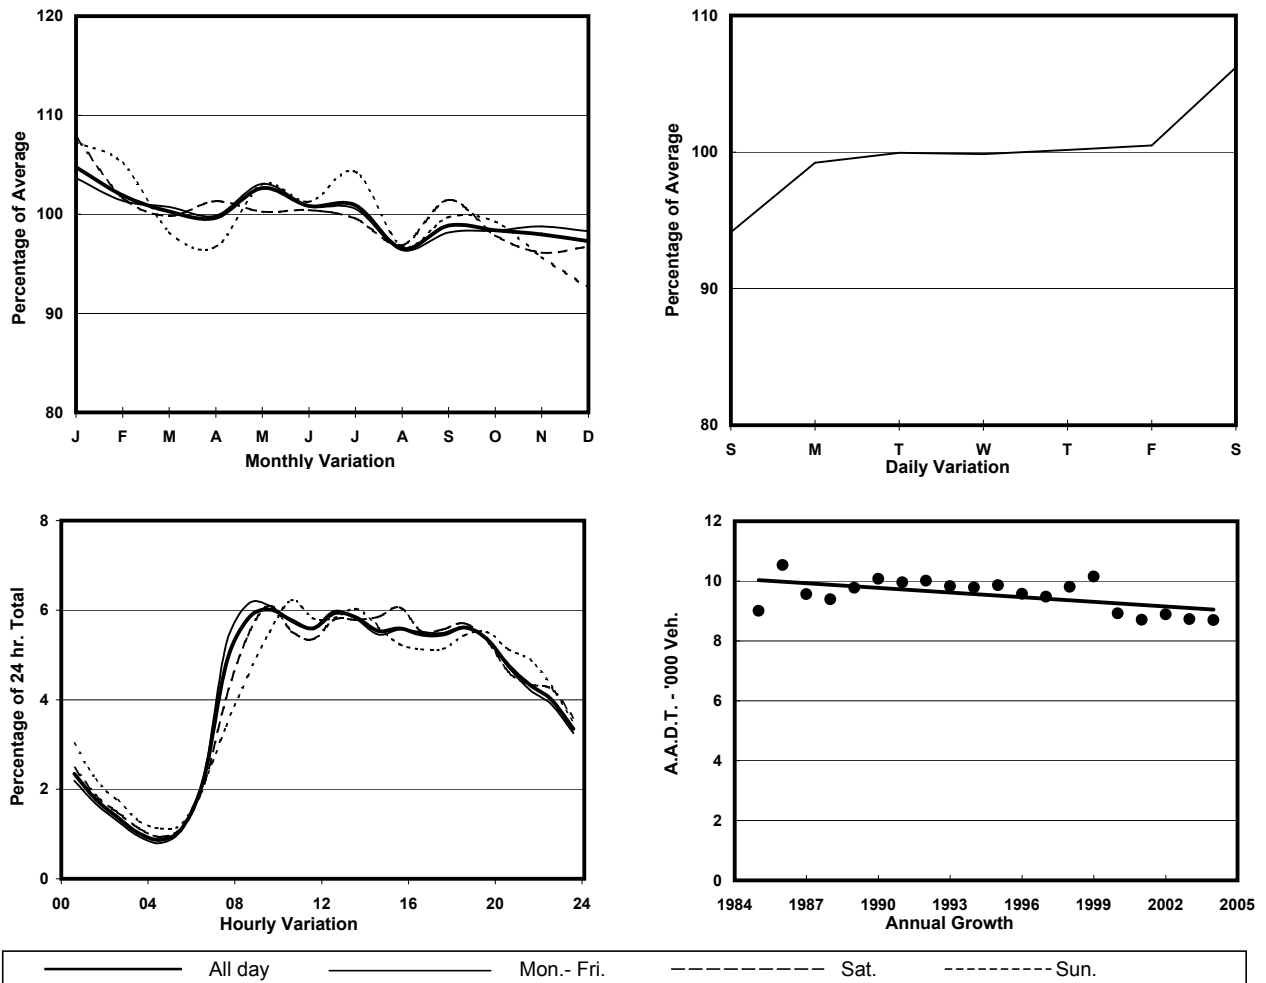 120
110
100
90
80
Percentage of Average
J F M A M J J A S O N D
Monthly Variation
110
100
90
80
Percentage of Average
S M T W T F S
Daily Variation
8
6
4
2
0
Percentage of 24 hr. Total
00 04 08 12 16 20 24
Hourly Variation
12
10
8
6
4
2
0
A.A.D.T. - '000 Veh.
1984 1987 1990 1993 1996 1999 2002 2005
Annual Growth
All day Mon.- Fri. Sat. Sun.